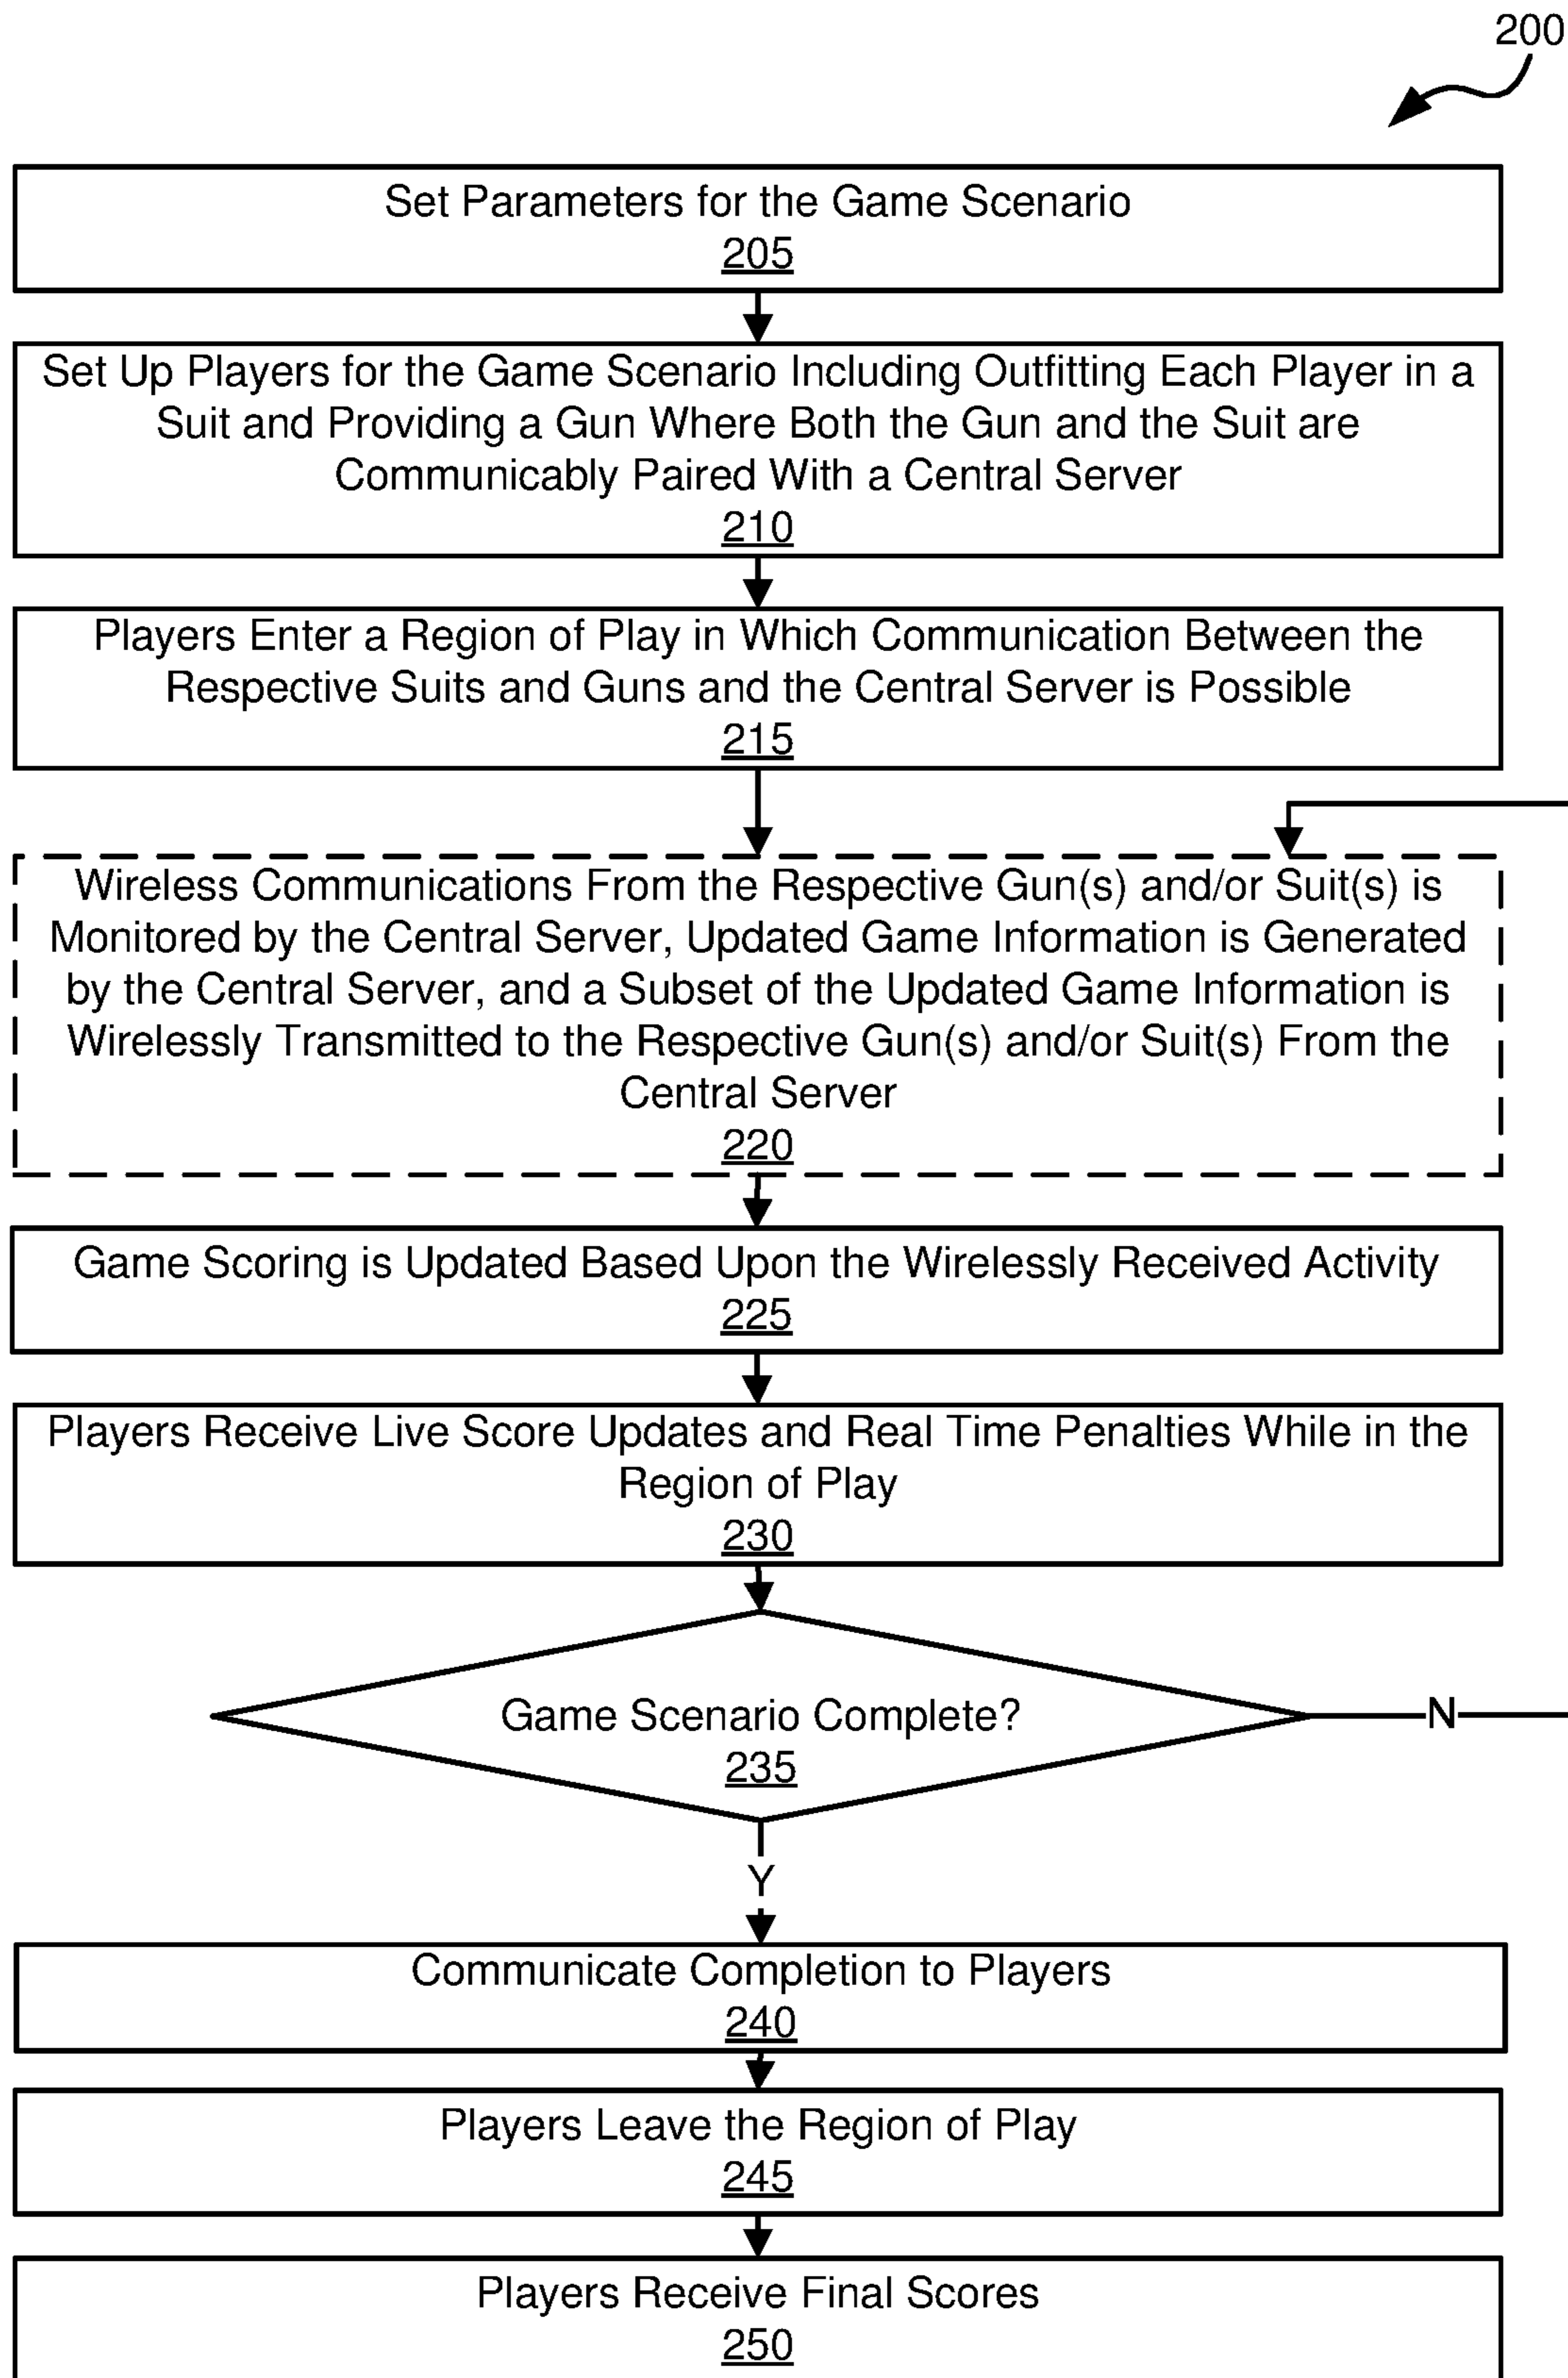 200
Set Parameters for the Game Scenario
205
Set Up Players for the Game Scenario Including Outfitting Each Player in a
Suit and Providing a Gun Where Both the Gun and the Suit are
Communicably Paired With a Central Server
210
Players Enter a Region of Play in Which Communication Between the
Respective Suits and Guns and the Central Server is Possible
215
Wireless Communications From the Respective Gun(s) and/or Suit(s) is
Monitored by the Central Server, Updated Game Information is Generated
by the Central Server, and a Subset of the Updated Game Information is
Wirelessly Transmitted to the Respective Gun(s) and/or Suit(s) From the
Central Server
220
Game Scoring is Updated Based Upon the Wirelessly Received Activity
225
Players Receive Live Score Updates and Real Time Penalties While in the
Region of Play
230
Game Scenario Complete?
235
N
Y
Communicate Completion to Players
240
Players Leave the Region of Play
245
Players Receive Final Scores
250